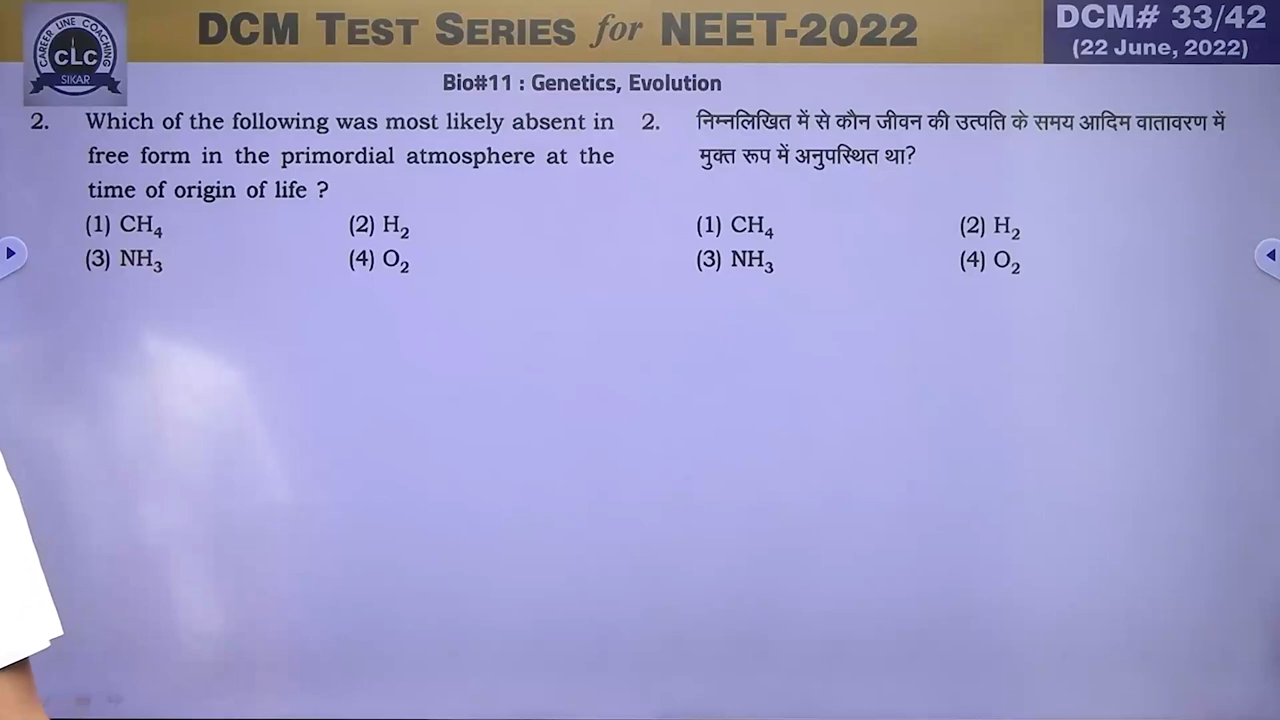 CAREER LINE COACHING
CLC
SIKAR
DCM TEST SERIES for NEET-2022
DCM# 33/42
(22 June, 2022)
Bio#11 : Genetics, Evolution
2. Which of the following was most likely absent in
free form in the primordial atmosphere at the
time of origin of life ?
(1) CH4 (2) H2
(3) NH3 (4) O2
2. निम्नलिखित में से कौन जीवन की उत्पति के समय आदिम वातावरण में
मुक्त रूप में अनुपस्थित था?
(1) CH4 (2) H2
(3) NH3 (4) O2